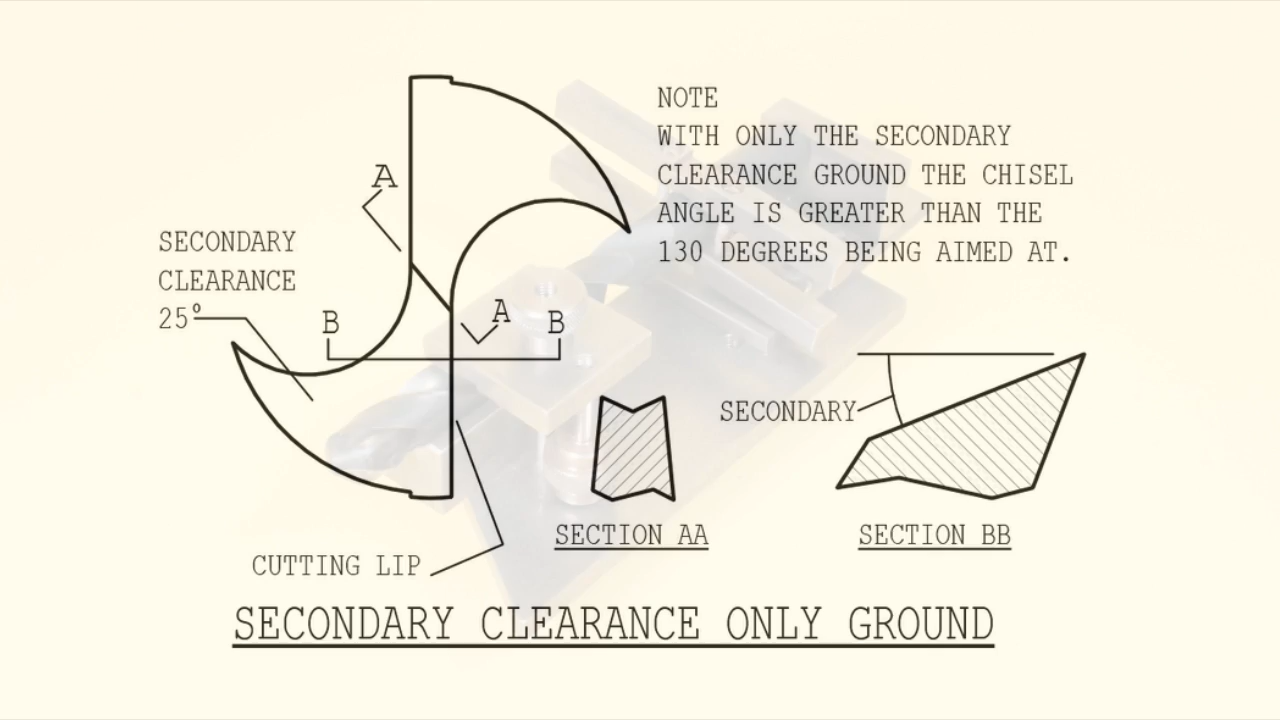 NOTE
WITH ONLY THE SECONDARY
CLEARANCE GROUND THE CHISEL
ANGLE IS GREATER THAN THE
130 DEGREES BEING AIMED AT.
A
SECONDARY
CLEARANCE
25°
B
A
B
SECONDARY
SECTION AA
SECTION BB
CUTTING LIP
SECONDARY CLEARANCE ONLY GROUND